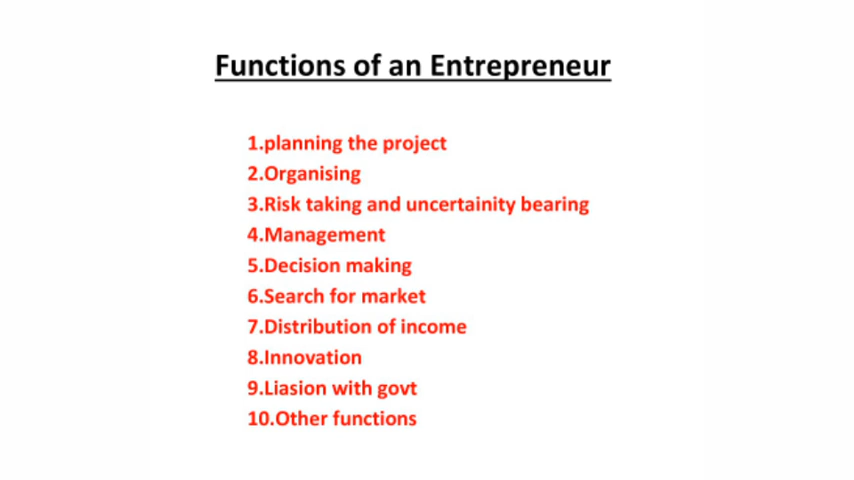 Functions of an Entrepreneur
1.planning the project
2.Organising
3.Risk taking and uncertainity bearing
4.Management
5.Decision making
6.Search for market
7.Distribution of income
8.Innovation
9.Liasion with govt
10.Other functions